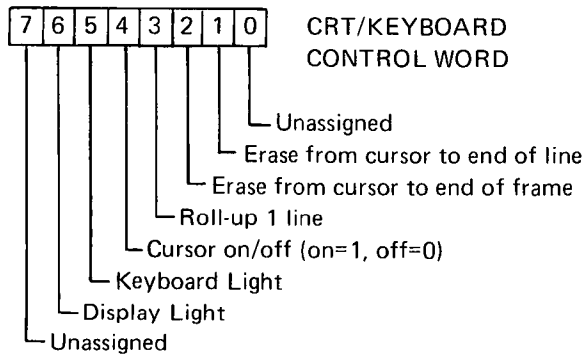 7 6 5 4 3 2 1 0 CRT/KEYBOARD
CONTROL WORD
Unassigned
Erase from cursor to end of line
Erase from cursor to end of frame
Roll-up 1 line
Cursor on/off (on=1, off=0)
Keyboard Light
Display Light
Unassigned